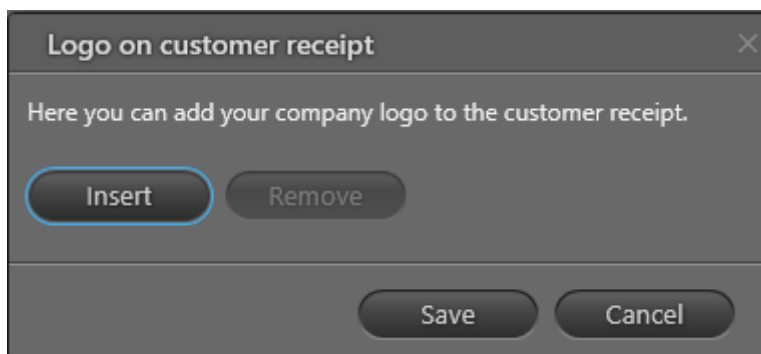 Logo on customer receipt
Here you can add your company logo to the customer receipt.
Insert Remove
Save Cancel